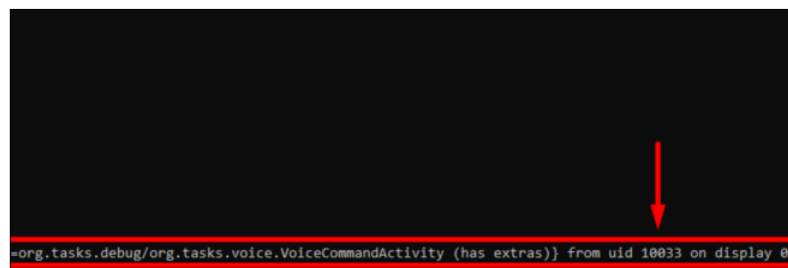 =org.tasks.debug/org.tasks.voice.VoiceCommandActivity (has extras)} from uid 10033 on display 0